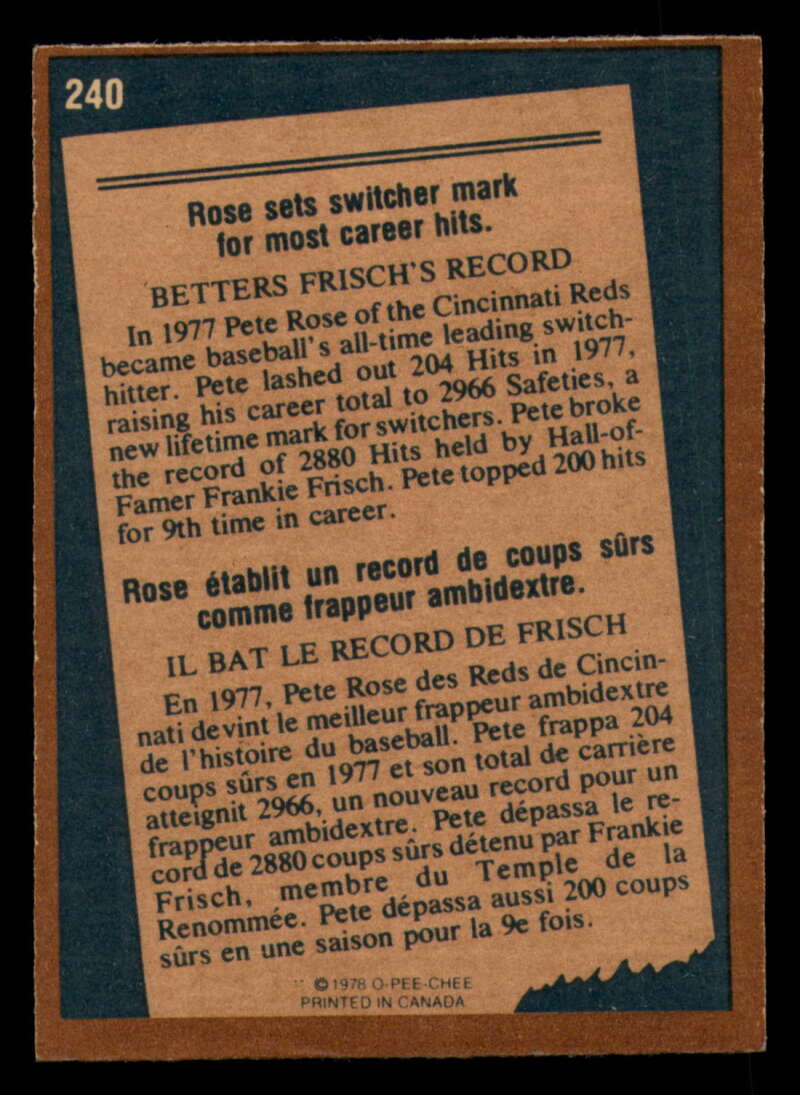 240
Rose sets switcher mark
for most career hits.
BETTERS FRISCH'S RECORD
In 1977 Pete Rose of the Cincinnati Reds
became baseball's all-time leading switch-
hitter. Pete lashed out 204 Hits in 1977,
raising his career total to 2966 Safeties, a
new lifetime mark for switchers. Pete broke
the record of 2880 Hits held by Hall-of-
Famer Frankie Frisch. Pete topped 200 hits
for 9th time in career.
Rose établit un record de coups sûrs
comme frappeur ambidextre.
IL BAT LE RECORD DE FRISCH
En 1977, Pete Rose des Reds de Cincin-
nati devint le meilleur frappeur ambidextre
de l'histoire du baseball. Pete frappa 204
coups sûrs en 1977 et son total de carrière
atteignit 2966, un nouveau record pour un
frappeur ambidextre. Pete dépassa le re-
cord de 2880 coups sûrs détenu par Frankie
Frisch, membre du Temple de la
Renommée. Pete dépassa aussi 200 coups
sûrs en une saison pour la 9e fois.
© 1978 O-PEE-CHEE
PRINTED IN CANADA